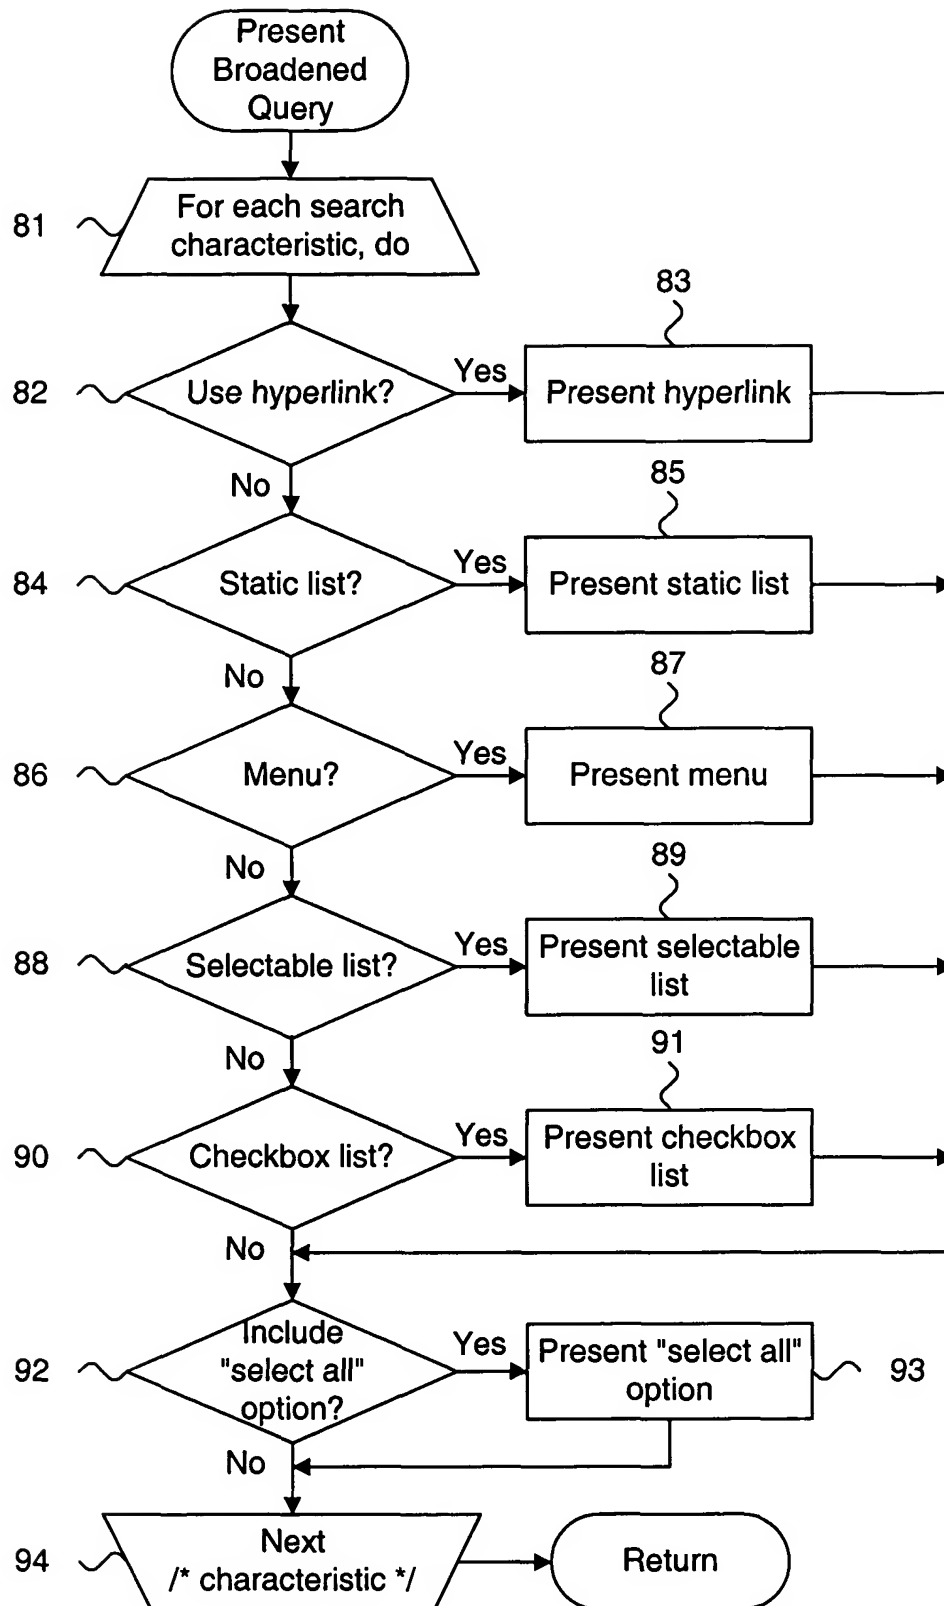 Present
Broadened
Query
81
For each search
characteristic, do
83
82
Use hyperlink?
Yes
Present hyperlink
No
85
84
Static list?
Yes
Present static list
No
87
86
Menu?
Yes
Present menu
No
89
88
Selectable list?
Yes
Present selectable
list
No
91
90
Checkbox list?
Yes
Present checkbox
list
No
92
Include
"select all"
option?
Yes
Present "select all"
option
93
No
94
Next
/* characteristic */
Return